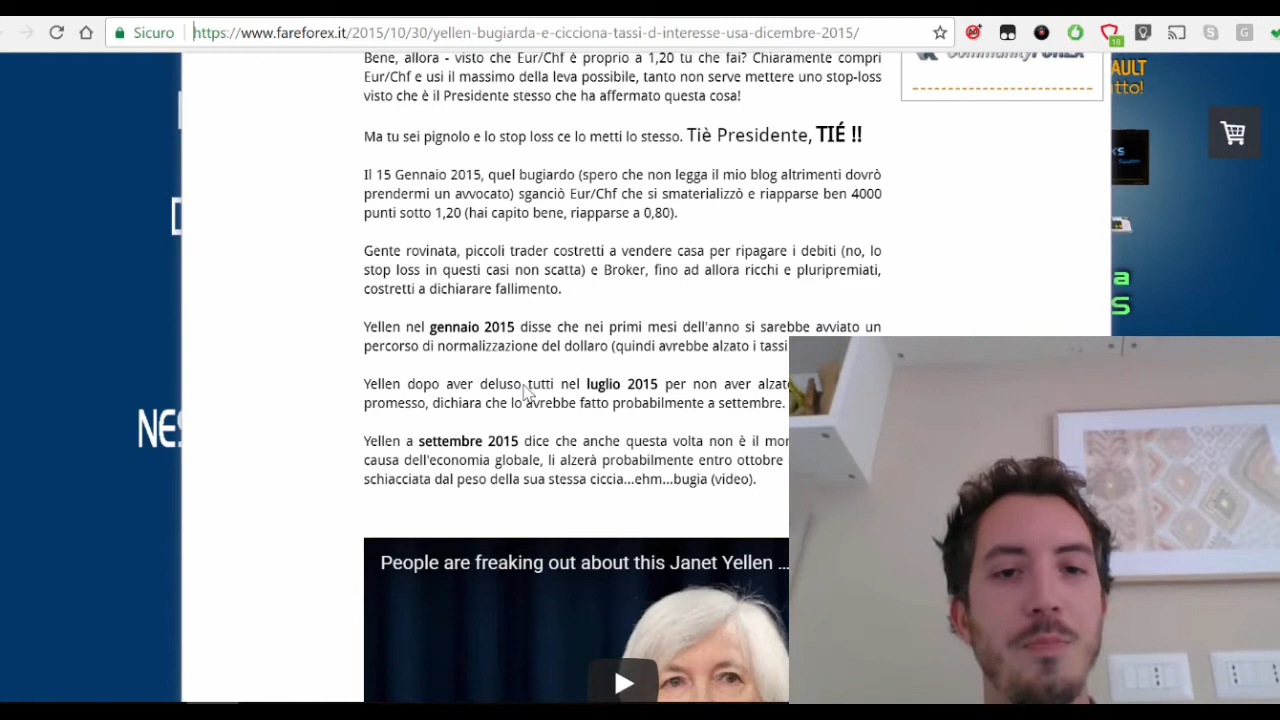 Sicuro https://www.fareforex.it/2015/10/30/yellen-bugiarda-e-cicciona-tassi-d-interesse-usa-dicembre-2015/
18
Bene, allora - visto che Eur/Chf è proprio a 1,20 tu che fai? Chiaramente compri
Eur/Chf e usi il massimo della leva possibile, tanto non serve mettere uno stop-loss
visto che è il Presidente stesso che ha affermato questa cosa!
Ma tu sei pignolo e lo stop loss ce lo metti lo stesso. Tiè Presidente, TIÉ !!
Il 15 Gennaio 2015, quel bugiardo (spero che non legga il mio blog altrimenti dovrò
prendermi un avvocato) sganciò Eur/Chf che si smaterializzò e riapparse ben 4000
punti sotto 1,20 (hai capito bene, riapparse a 0,80).
Gente rovinata, piccoli trader costretti a vendere casa per ripagare i debiti (no, lo
stop loss in questi casi non scatta) e Broker, fino ad allora ricchi e pluripremiati,
costretti a dichiarare fallimento.
Yellen nel gennaio 2015 disse che nei primi mesi dell'anno si sarebbe avviato un
percorso di normalizzazione del dollaro (quindi avrebbe alzato i tassi
Yellen dopo aver deluso tutti nel luglio 2015 per non aver alzat
promesso, dichiara che lo avrebbe fatto probabilmente a settembre.
Yellen a settembre 2015 dice che anche questa volta non è il mo
causa dell'economia globale, li alzerà probabilmente entro ottobre
schiacciata dal peso della sua stessa ciccia...ehm...bugia (video).
People are freaking out about this Janet Yellen ...
CommunityFOREX
AULT
tto!
NES
a
S